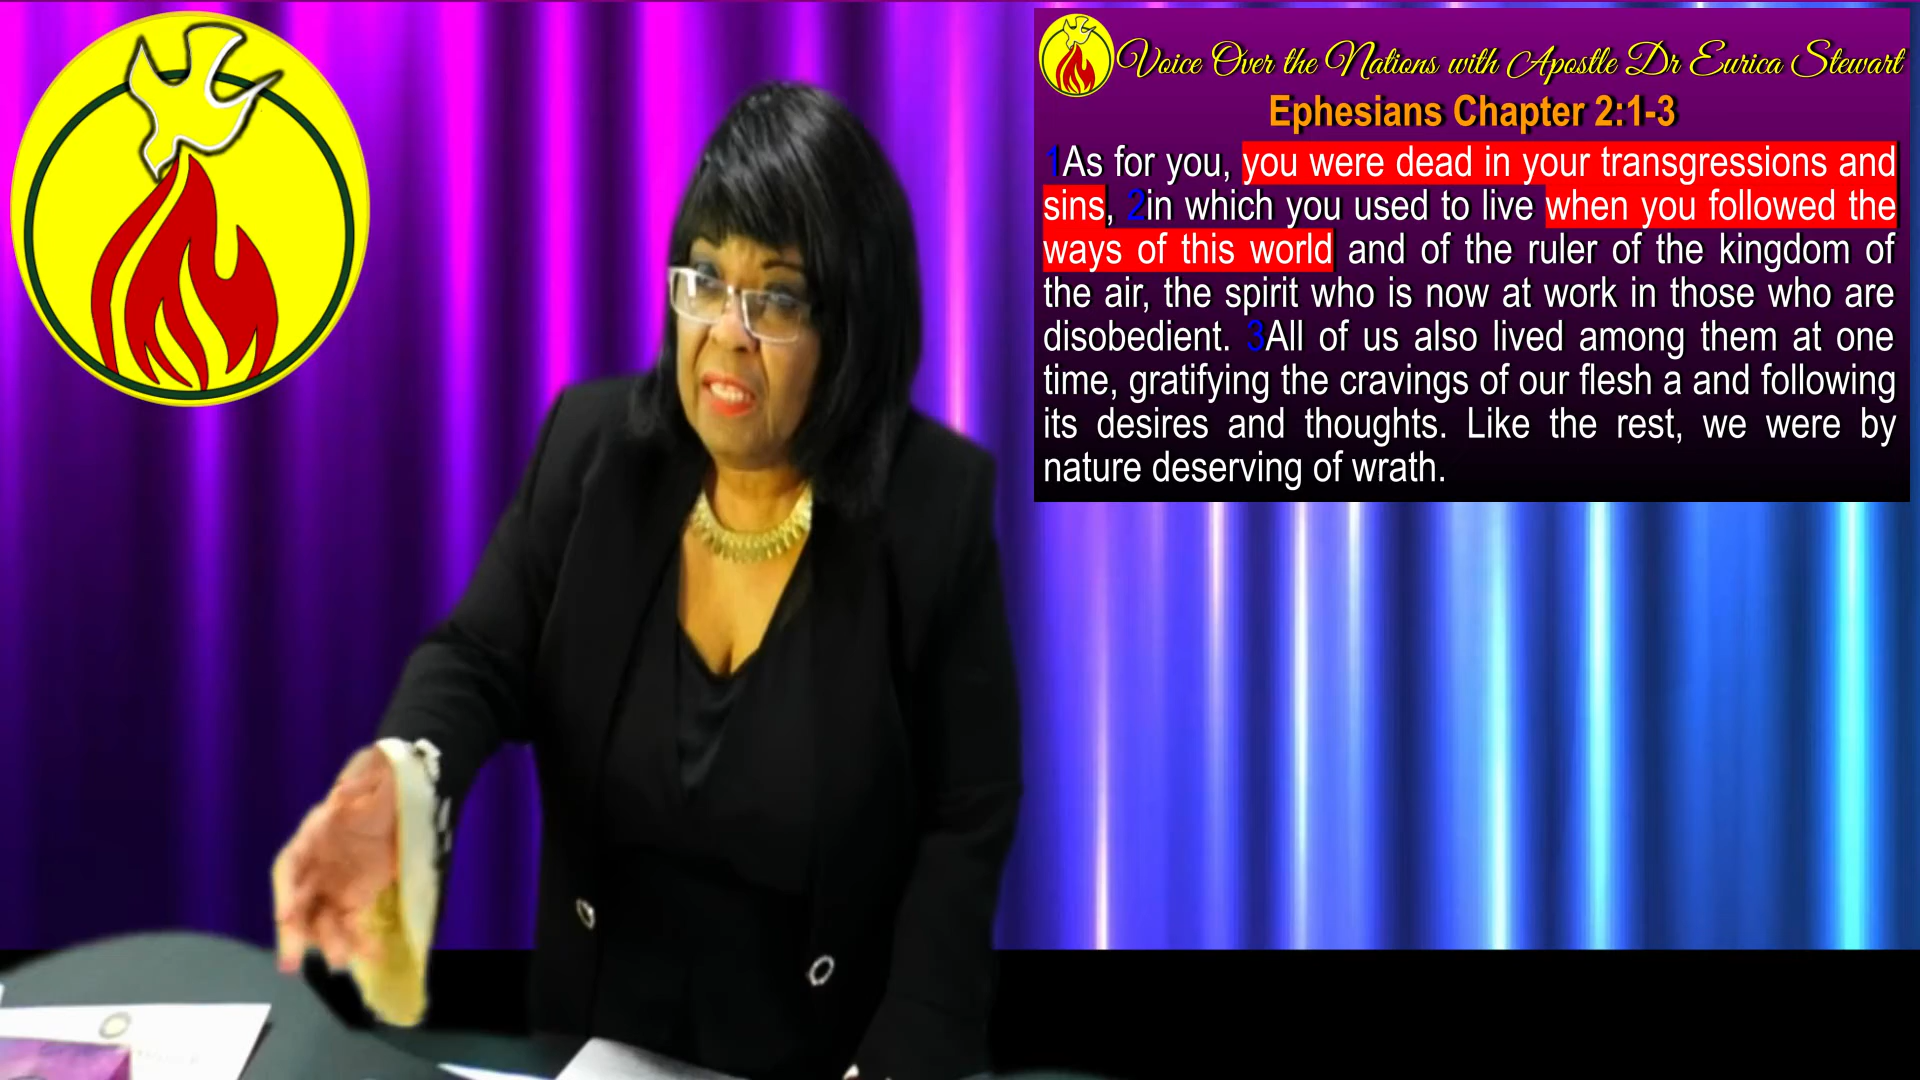 Voice Over the Nations with Apostle Dr Eurica Stewart
Ephesians Chapter 2:1-3
1As for you, you were dead in your transgressions and
sins, 2in which you used to live when you followed the
ways of this world and of the ruler of the kingdom of
the air, the spirit who is now at work in those who are
disobedient. 3All of us also lived among them at one
time, gratifying the cravings of our flesh a and following
its desires and thoughts. Like the rest, we were by
nature deserving of wrath.